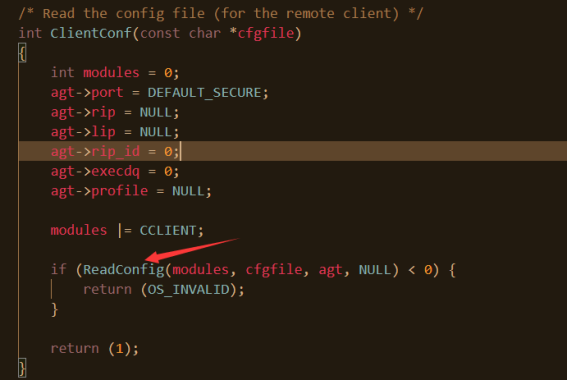 /* Read the config file (for the remote client) */
int ClientConf(const char *cfgfile)
{
    int modules = 0;
    agt->port = DEFAULT_SECURE;
    agt->rip = NULL;
    agt->lip = NULL;
    agt->rip_id = 0;
    agt->execdq = 0;
    agt->profile = NULL;

    modules |= CCLIENT;

    if (ReadConfig(modules, cfgfile, agt, NULL) < 0) {
        return (OS_INVALID);
    }

    return (1);
}